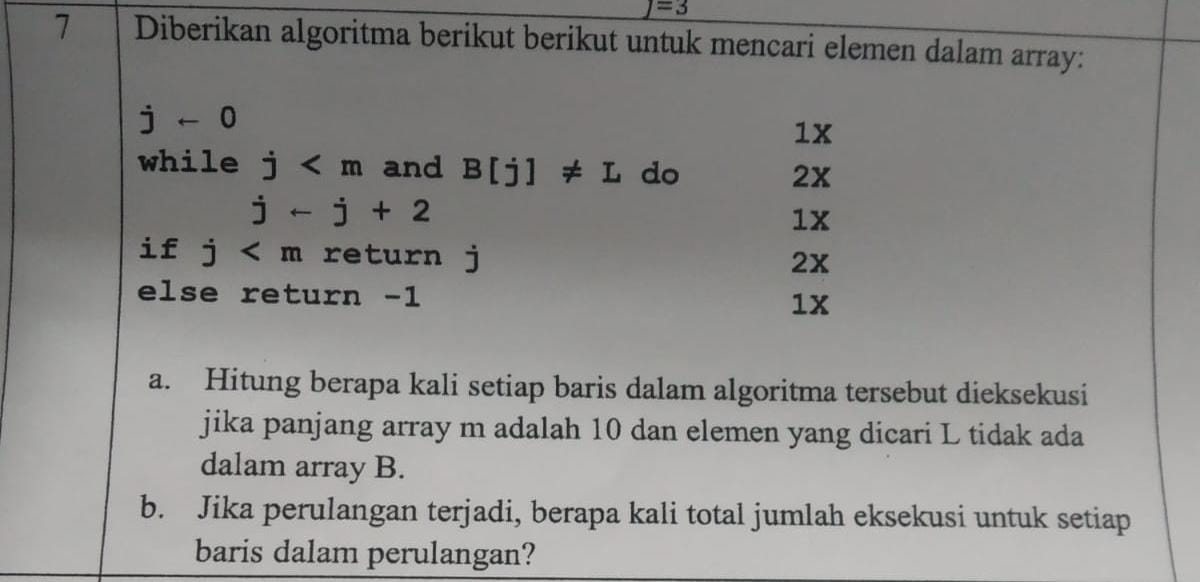 j=3
7 Diberikan algoritma berikut berikut untuk mencari elemen dalam array:
j ← 0 1X
while j < m and B[j] ≠ L do 2X
j ← j + 2 1X
if j < m return j 2X
else return -1 1X
a. Hitung berapa kali setiap baris dalam algoritma tersebut dieksekusi
jika panjang array m adalah 10 dan elemen yang dicari L tidak ada
dalam array B.
b. Jika perulangan terjadi, berapa kali total jumlah eksekusi untuk setiap
baris dalam perulangan?